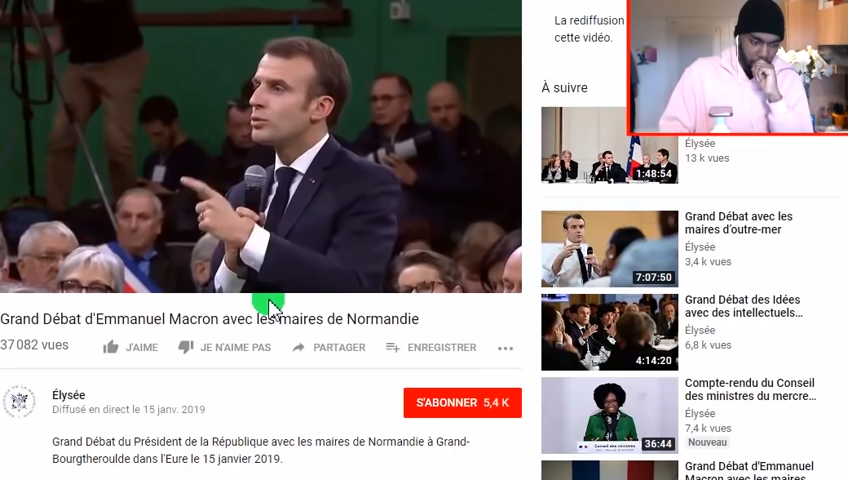 La rediffusion
cette vidéo.
À suivre
Élysée
13 k vues
1:48:54
Grand Débat avec les
maires d'outre-mer
Élysée
3,4 k vues
7:07:50
Grand Débat des Idées
avec des intellectuels...
Élysée
6,8 k vues
4:14:20
Compte-rendu du Conseil
des ministres du mercre...
Élysée
7,4 k vues
Nouveau
36:44
Grand Débat d'Emmanuel
Macron avec les maires
Grand Débat d'Emmanuel Macron avec les maires de Normandie
37 082 vues
J'AIME
JE N'AIME PAS
PARTAGER
ENREGISTRER
Élysée
Diffusé en direct le 15 janv. 2019
S'ABONNER 5,4 K
Grand Débat du Président de la République avec les maires de Normandie à Grand-
Bourgtheroulde dans l'Eure le 15 janvier 2019.